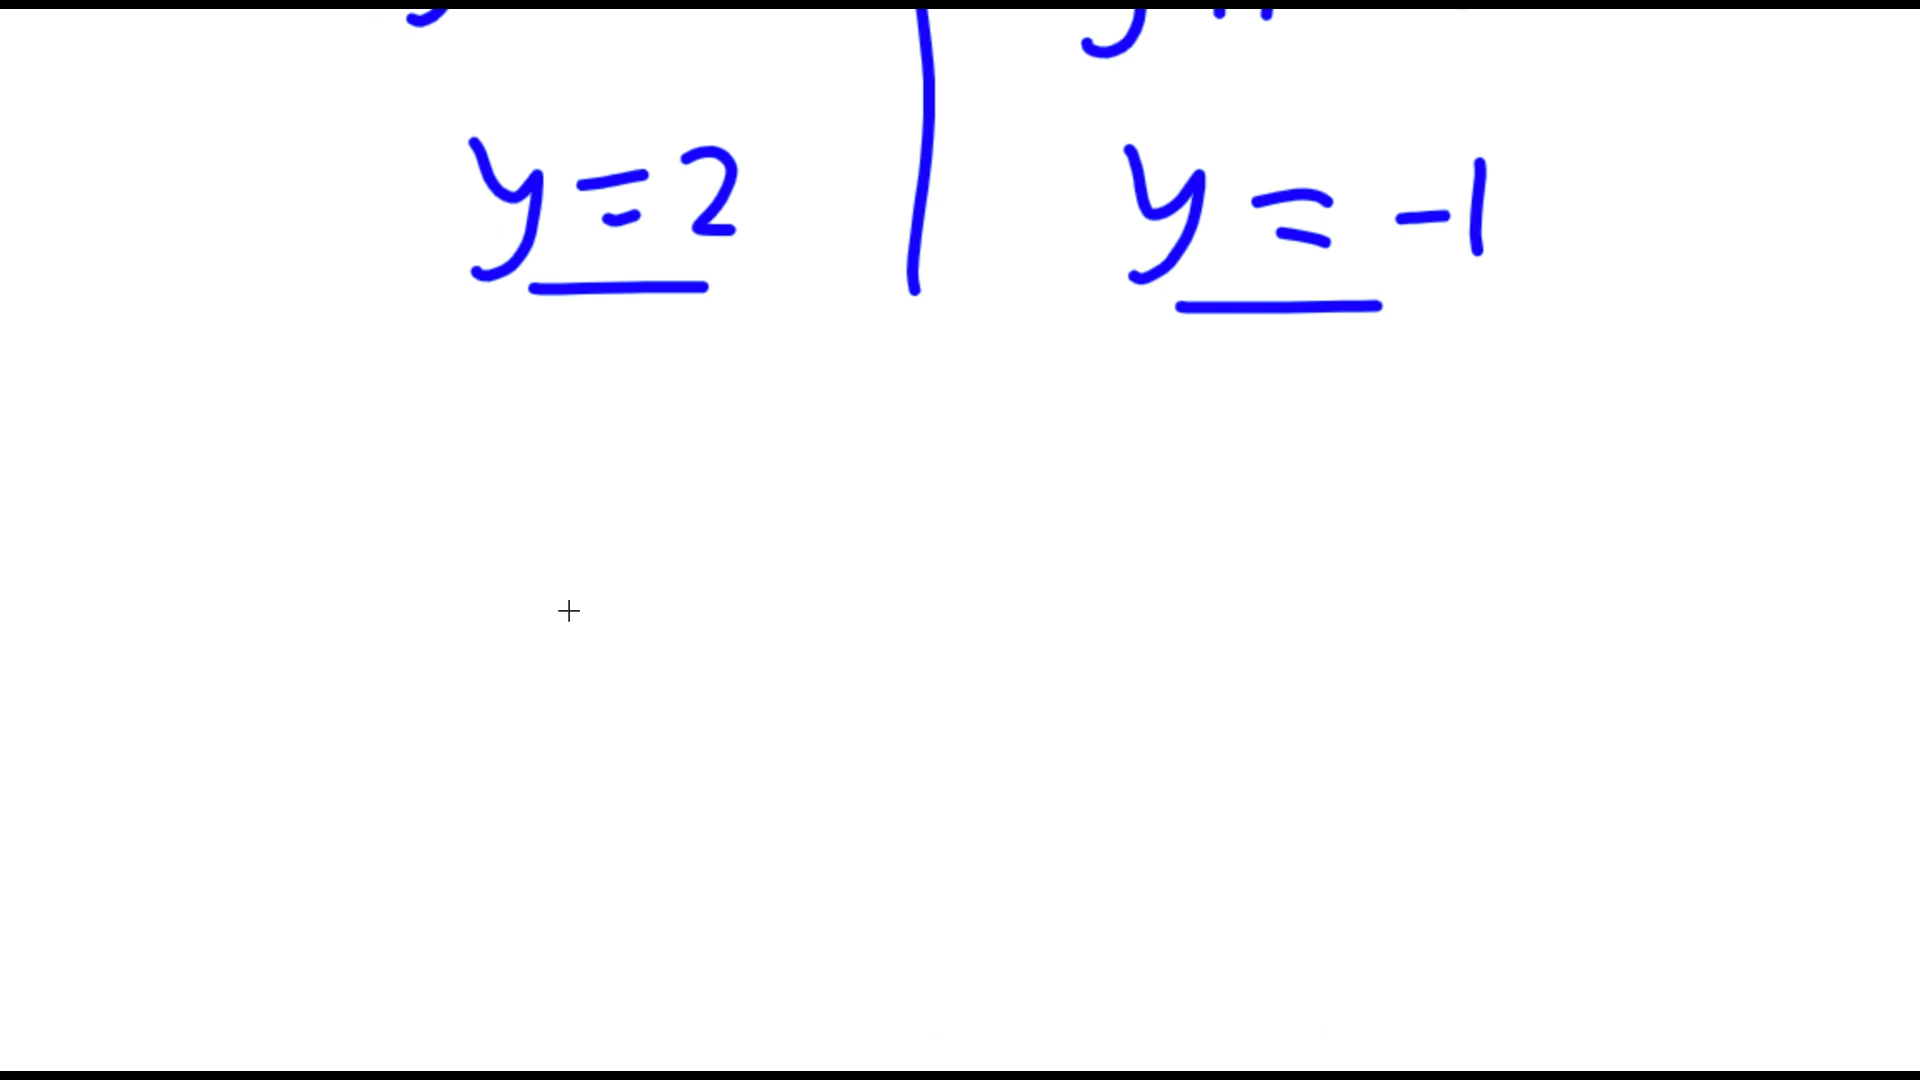 y = 2
y = -1